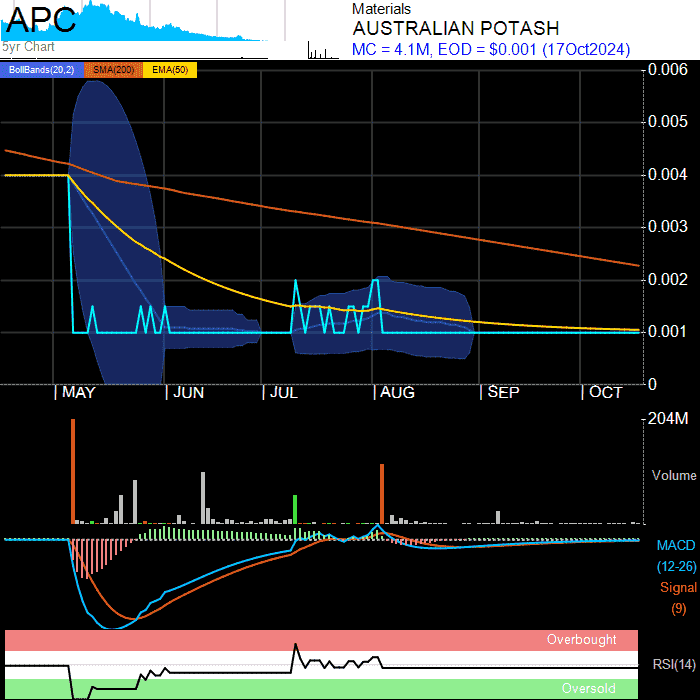 APC
5yr Chart
Materials
AUSTRALIAN POTASH
MC = 4.1M, EOD = $0.001 (17Oct2024)
BollBands(20,2) SMA(200) EMA(50)
0.006
0.005
0.004
0.003
0.002
0.001
0
MAY JUN JUL AUG SEP OCT
204M
Volume
MACD
(12-26)
Signal
(9)
Overbought
RSI(14)
Oversold